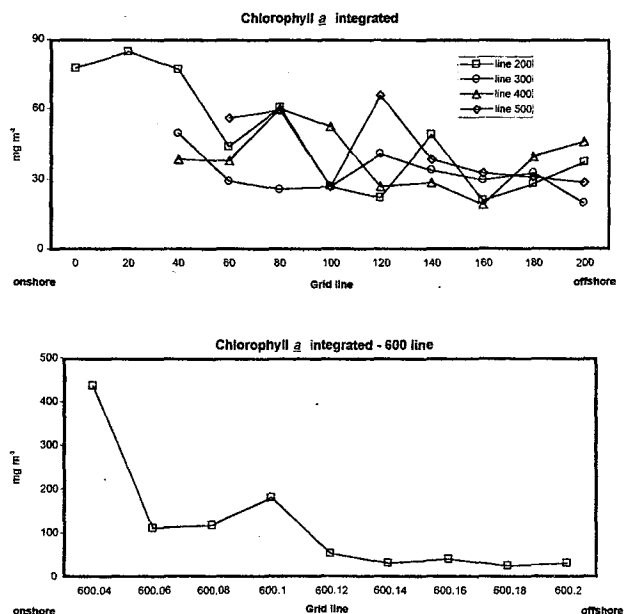 Chlorophyll a integrated
90
60
30
0
mg m⁻³
line 200
line 300
line 400
line 500
0 20 40 60 80 100 120 140 160 180 200
onshore Grid line offshore
Chlorophyll a integrated - 600 line
500
400
300
200
100
0
mg m⁻³
600.04 600.06 600.08 600.1 600.12 600.14 600.16 600.18 600.2
onshore Grid line offshore